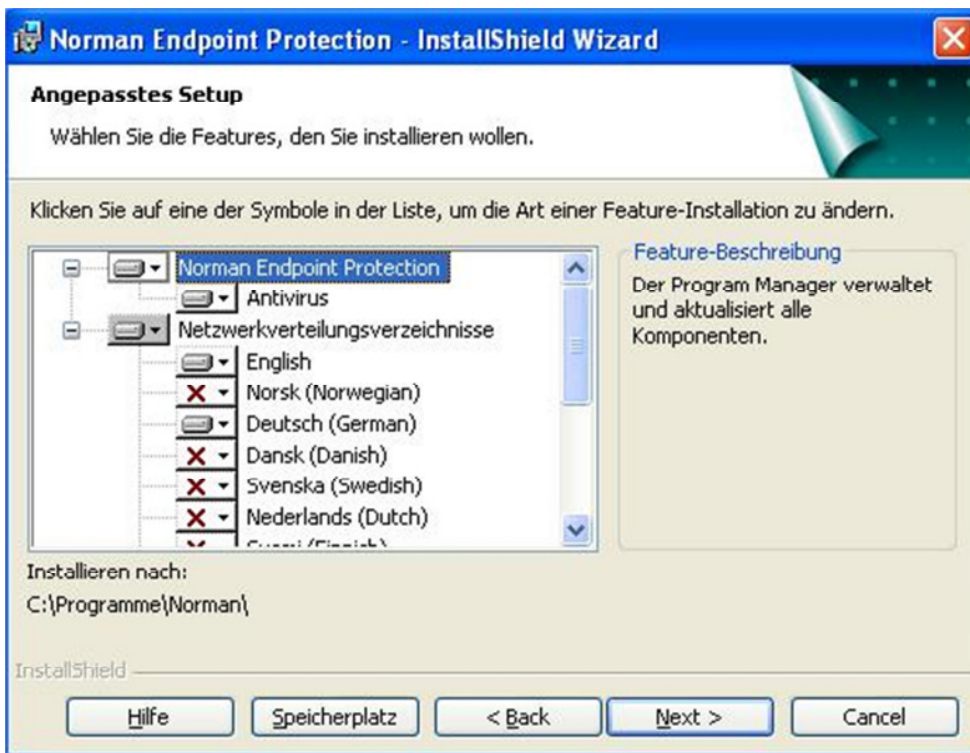 Norman Endpoint Protection - InstallShield Wizard
Angepasstes Setup
Wählen Sie die Features, den Sie installieren wollen.
Klicken Sie auf eine der Symbole in der Liste, um die Art einer Feature-Installation zu ändern.
Norman Endpoint Protection
Antivirus
Netzwerkverteilungsverzeichnisse
English
Norsk (Norwegian)
Deutsch (German)
Dansk (Danish)
Svenska (Swedish)
Nederlands (Dutch)
Suomi (Finnish)
Feature-Beschreibung
Der Program Manager verwaltet
und aktualisiert alle
Komponenten.
Installieren nach:
C:\Programme\Norman\
InstallShield
Hilfe
Speicherplatz
< Back
Next >
Cancel